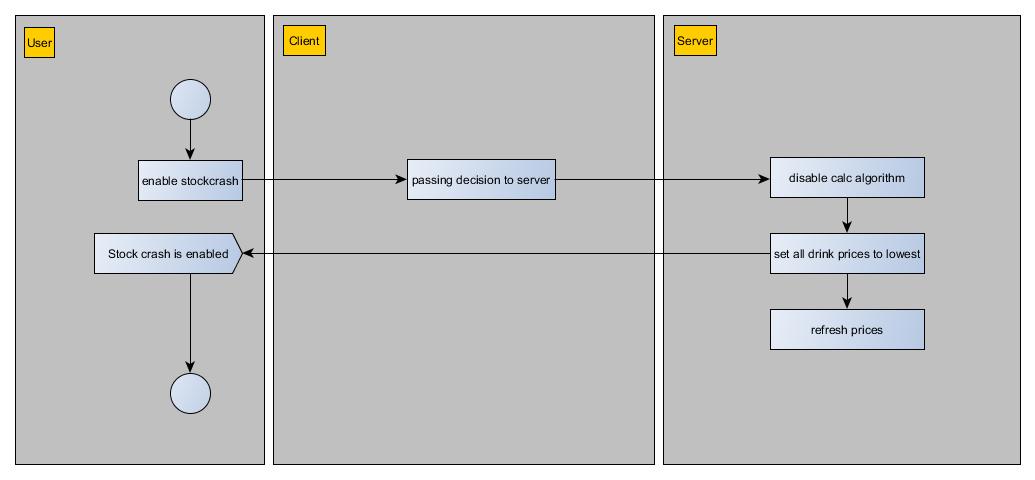 User
Client
Server
enable stockcrash
passing decision to server
disable calc algorithm
Stock crash is enabled
set all drink prices to lowest
refresh prices